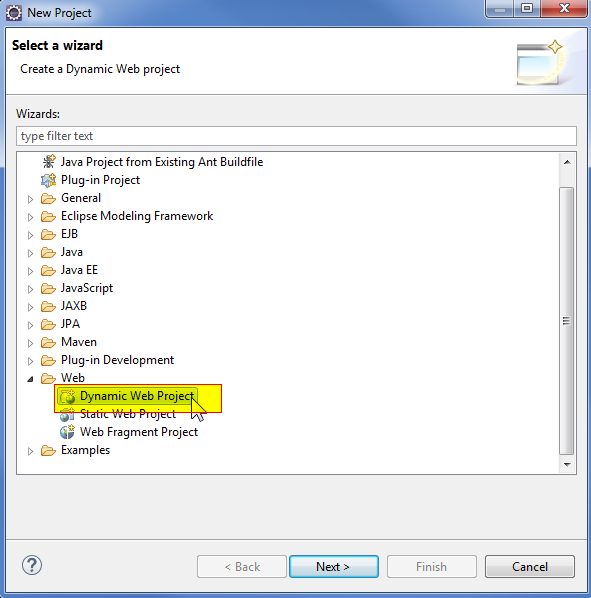 New Project
Select a wizard
Create a Dynamic Web project
Wizards:
type filter text
Java Project from Existing Ant Buildfile
Plug-in Project
General
Eclipse Modeling Framework
EJB
Java
Java EE
JavaScript
JAXB
JPA
Maven
Plug-in Development
Web
Dynamic Web Project
Static Web Project
Web Fragment Project
Examples
?
< Back Next > Finish Cancel